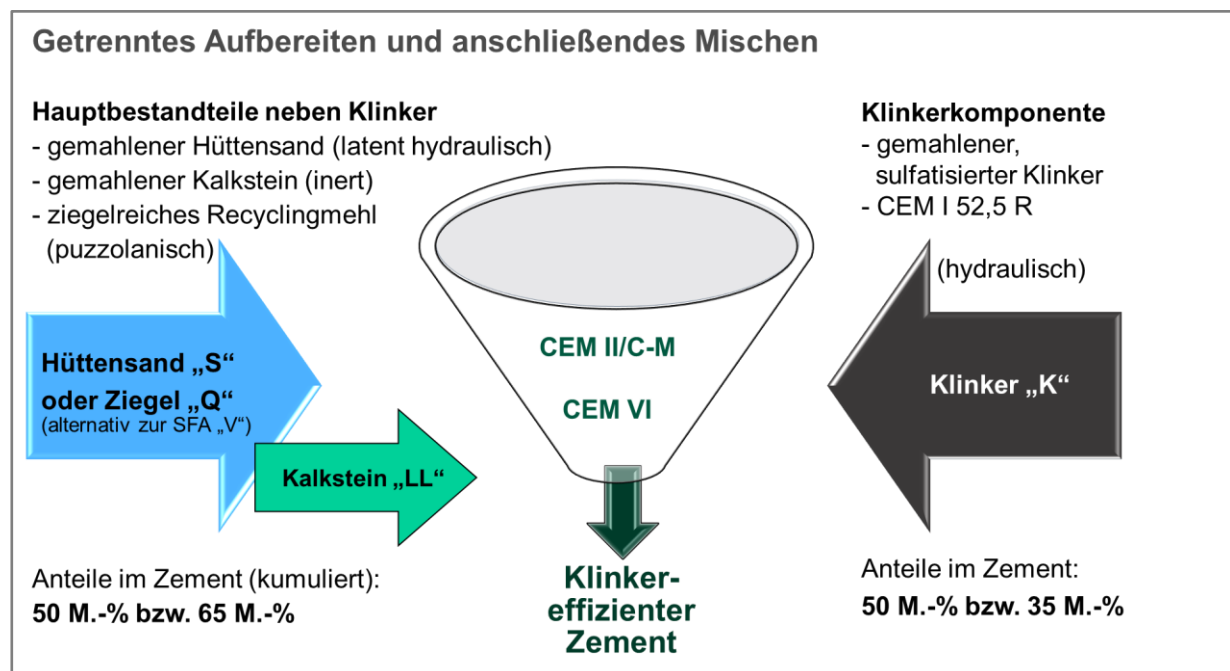 Getrenntes Aufbereiten und anschließendes Mischen
Hauptbestandteile neben Klinker
- gemahlener Hüttensand (latent hydraulisch)
- gemahlener Kalkstein (inert)
- ziegelreiches Recyclingmehl
(puzzolanisch)
Hüttensand „S“
oder Ziegel „Q“
(alternativ zur SFA „V“)
Kalkstein „LL“
Anteile im Zement (kumuliert):
50 M.-% bzw. 65 M.-%
CEM II/C-M
CEM VI
Klinker-
effizienter
Zement
Klinkerkomponente
- gemahlener,
sulfatisierter Klinker
- CEM I 52,5 R
(hydraulisch)
Klinker „K“
Anteile im Zement:
50 M.-% bzw. 35 M.-%